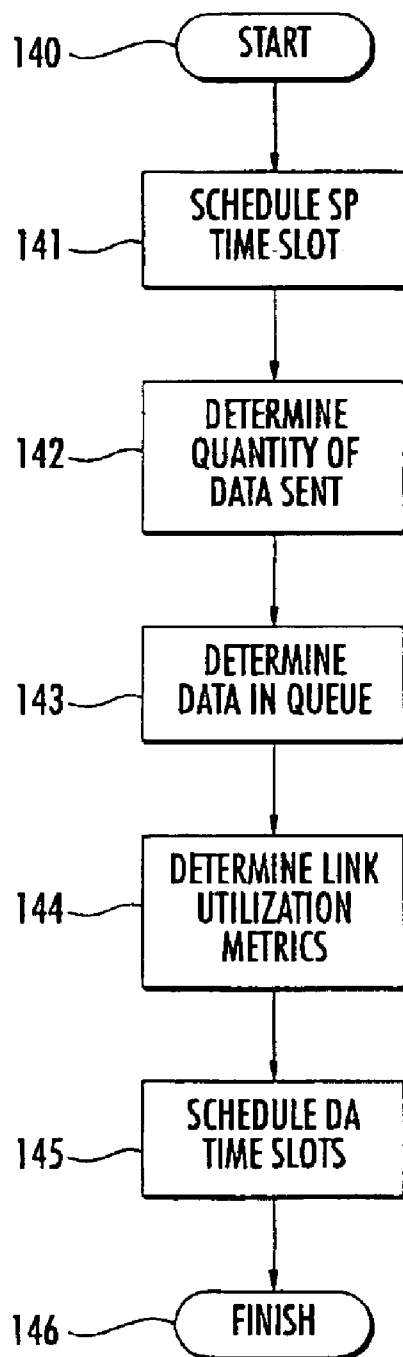 140
START
141
SCHEDULE SP
TIME SLOT
142
DETERMINE
QUANTITY OF
DATA SENT
143
DETERMINE
DATA IN QUEUE
144
DETERMINE LINK
UTILIZATION
METRICS
145
SCHEDULE DA
TIME SLOTS
146
FINISH